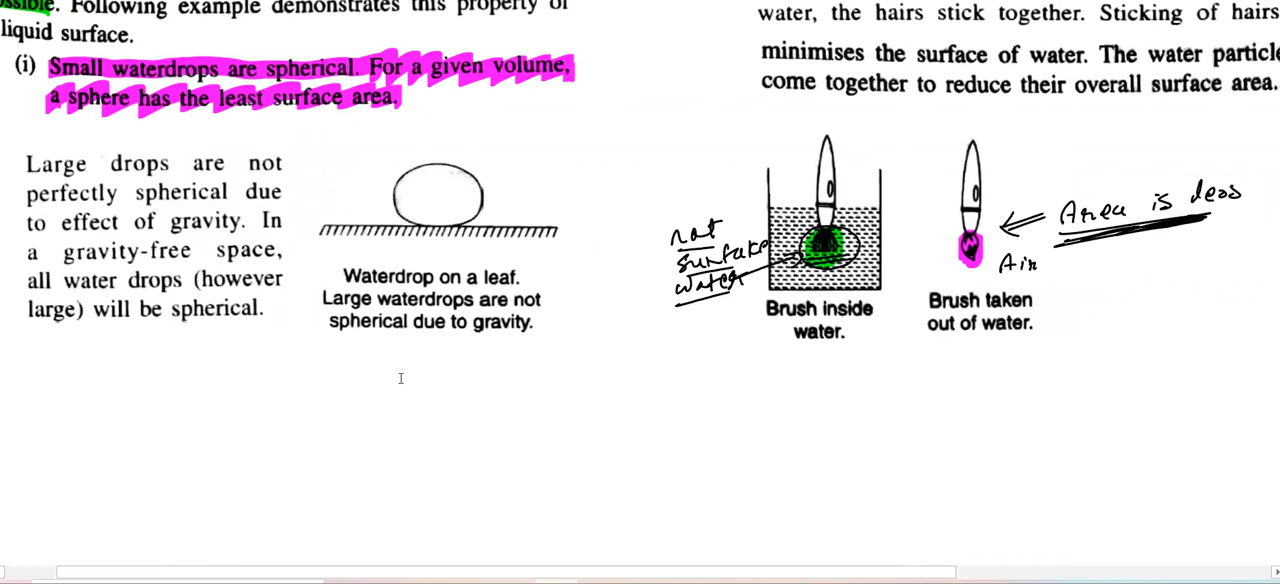 ossible. Following example demonstrates this property of
liquid surface.
(i) Small waterdrops are spherical. For a given volume,
a sphere has the least surface area.
Large drops are not
perfectly spherical due
to effect of gravity. In
a gravity-free space,
all water drops (however
large) will be spherical.
Waterdrop on a leaf.
Large waterdrops are not
spherical due to gravity.
water, the hairs stick together. Sticking of hairs
minimises the surface of water. The water particle
come together to reduce their overall surface area.
not
surface
water
Brush inside
water.
Area is less
Air
Brush taken
out of water.